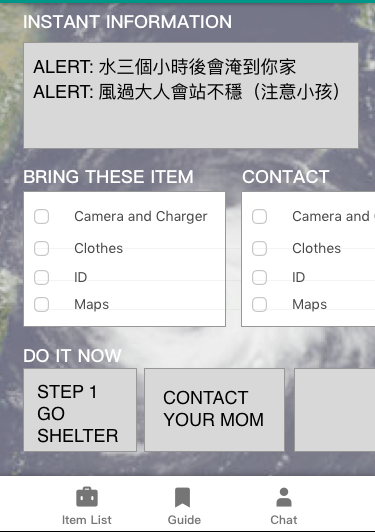 INSTANT INFORMATION
ALERT: 水三個小時後會淹到你家
ALERT: 風過大人會站不穩（注意小孩）
BRING THESE ITEM
Camera and Charger
Clothes
ID
Maps
CONTACT
Camera and
Clothes
ID
Maps
DO IT NOW
STEP 1
GO
SHELTER
CONTACT
YOUR MOM
Item List
Guide
Chat